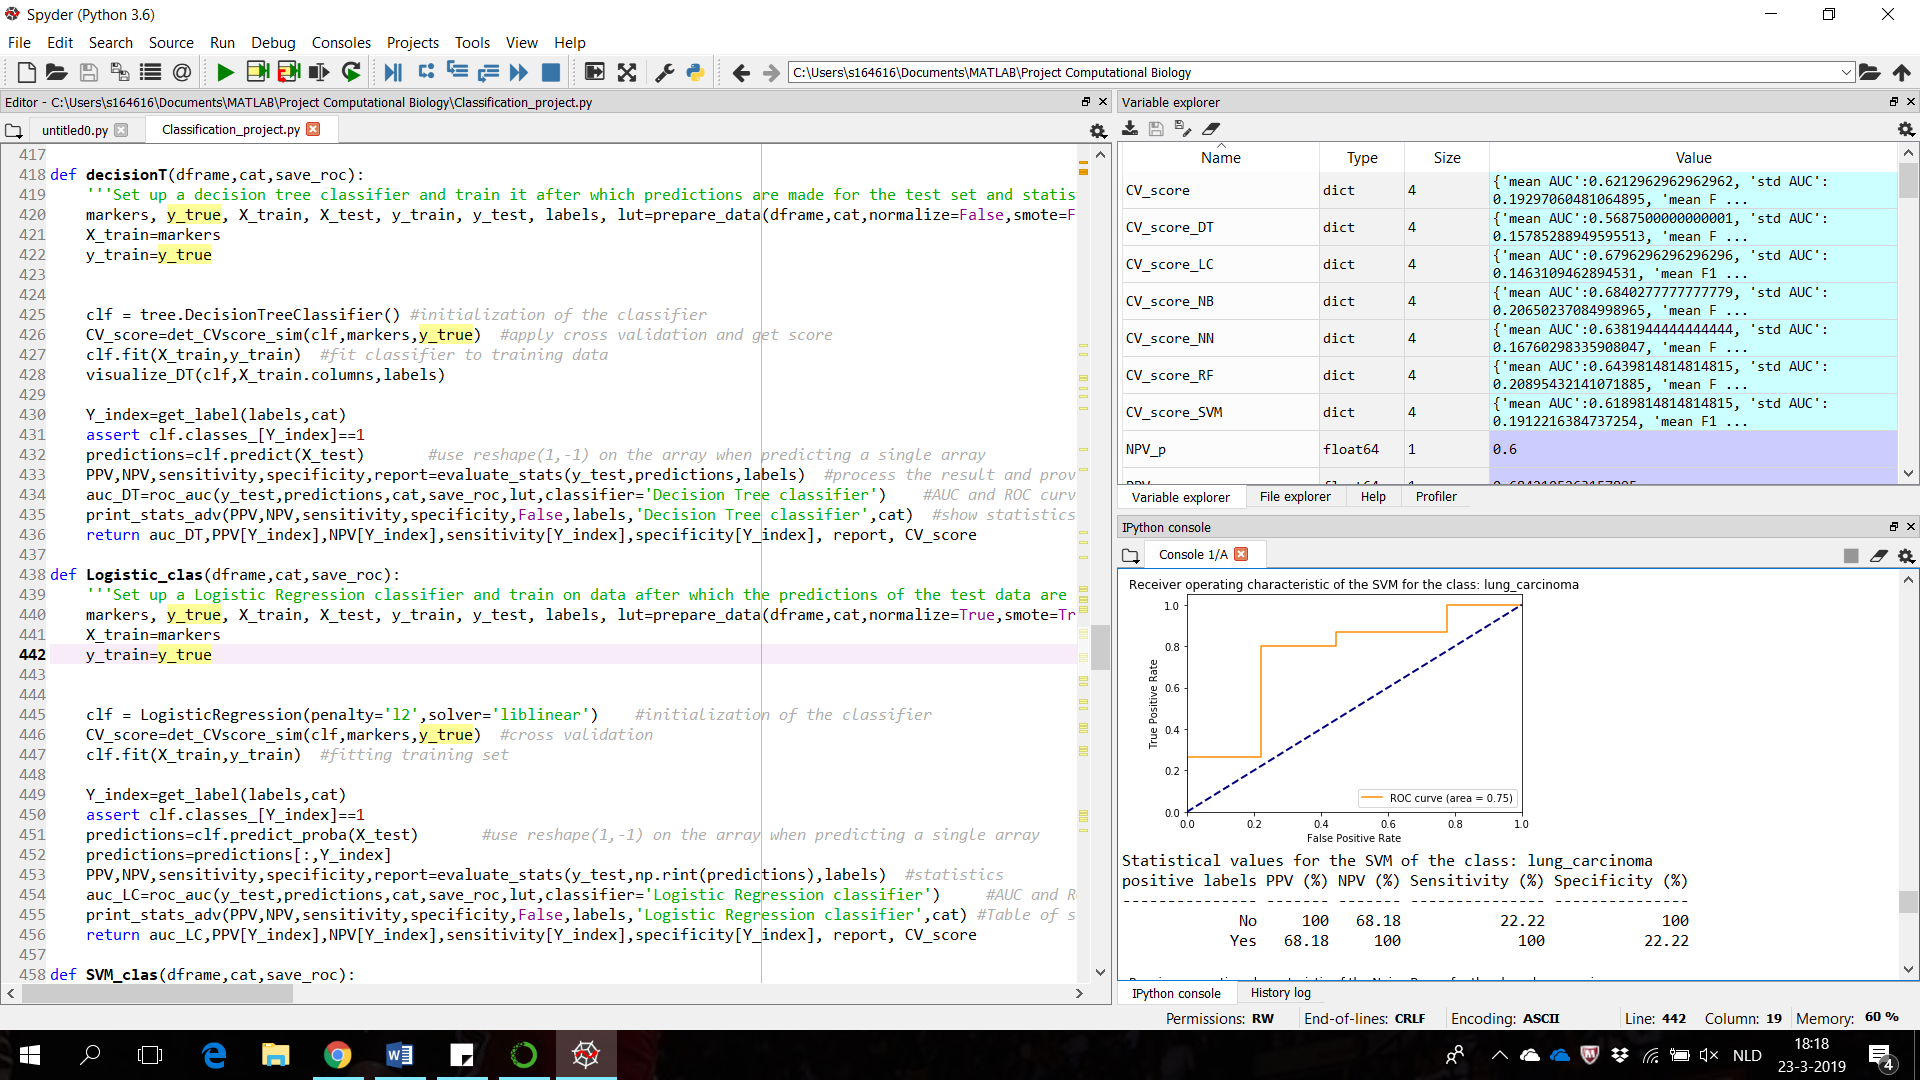 Spyder (Python 3.6)
File Edit Search Source Run Debug Consoles Projects Tools View Help
C:\Users\s164616\Documents\MATLAB\Project Computational Biology
Editor - C:\Users\s164616\Documents\MATLAB\Project Computational Biology\Classification_project.py
untitled0.py
Classification_project.py
417
418 def decisionT(dframe,cat,save_roc):
419     '''Set up a decision tree classifier and train it after which predictions are made for the test set and statis
420     markers, y_true, X_train, X_test, y_train, y_test, labels, lut=prepare_data(dframe,cat,normalize=False,smote=F
421     X_train=markers
422     y_train=y_true
423
424
425     clf = tree.DecisionTreeClassifier() #initialization of the classifier
426     CV_score=det_CVscore_sim(clf,markers,y_true)  #apply cross validation and get score
427     clf.fit(X_train,y_train)  #fit classifier to training data
428     visualize_DT(clf,X_train.columns,labels)
429
430     Y_index=get_label(labels,cat)
431     assert clf.classes_[Y_index]==1
432     predictions=clf.predict(X_test)       #use reshape(1,-1) on the array when predicting a single array
433     PPV,NPV,sensitivity,specificity,report=evaluate_stats(y_test,predictions,labels)  #process the result and prov
434     auc_DT=roc_auc(y_test,predictions,cat,save_roc,lut,classifier='Decision Tree classifier')    #AUC and ROC curv
435     print_stats_adv(PPV,NPV,sensitivity,specificity,False,labels,'Decision Tree classifier',cat)  #show statistics
436     return auc_DT,PPV[Y_index],NPV[Y_index],sensitivity[Y_index],specificity[Y_index], report, CV_score
437
438 def Logistic_clas(dframe,cat,save_roc):
439     '''Set up a Logistic Regression classifier and train on data after which the predictions of the test data are
440     markers, y_true, X_train, X_test, y_train, y_test, labels, lut=prepare_data(dframe,cat,normalize=True,smote=Tr
441     X_train=markers
442     y_train=y_true
443
444
445     clf = LogisticRegression(penalty='l2',solver='liblinear')    #initialization of the classifier
446     CV_score=det_CVscore_sim(clf,markers,y_true)  #cross validation
447     clf.fit(X_train,y_train)  #fitting training set
448
449     Y_index=get_label(labels,cat)
450     assert clf.classes_[Y_index]==1
451     predictions=clf.predict_proba(X_test)       #use reshape(1,-1) on the array when predicting a single array
452     predictions=predictions[:,Y_index]
453     PPV,NPV,sensitivity,specificity,report=evaluate_stats(y_test,np.rint(predictions),labels)  #statistics
454     auc_LC=roc_auc(y_test,predictions,cat,save_roc,lut,classifier='Logistic Regression classifier')     #AUC and R
455     print_stats_adv(PPV,NPV,sensitivity,specificity,False,labels,'Logistic Regression classifier',cat) #Table of s
456     return auc_LC,PPV[Y_index],NPV[Y_index],sensitivity[Y_index],specificity[Y_index], report, CV_score
457
458 def SVM_clas(dframe,cat,save_roc):
Variable explorer
Name Type Size Value
CV_score dict 4 {'mean AUC':0.6212962962962962, 'std AUC':
0.19297060481064895, 'mean F ...
CV_score_DT dict 4 {'mean AUC':0.5687500000000001, 'std AUC':
0.15785288949595513, 'mean F ...
CV_score_LC dict 4 {'mean AUC':0.6796296296296296, 'std AUC':
0.1463109462894531, 'mean F1 ...
CV_score_NB dict 4 {'mean AUC':0.6840277777777779, 'std AUC':
0.20650237084998965, 'mean F ...
CV_score_NN dict 4 {'mean AUC':0.6381944444444444, 'std AUC':
0.16760298335908047, 'mean F ...
CV_score_RF dict 4 {'mean AUC':0.6439814814814815, 'std AUC':
0.20895432141071885, 'mean F ...
CV_score_SVM dict 4 {'mean AUC':0.6189814814814815, 'std AUC':
0.1912216384737254, 'mean F1 ...
NPV_p float64 1 0.6
Variable explorer File explorer Help Profiler
IPython console
Console 1/A
Receiver operating characteristic of the SVM for the class: lung_carcinoma
1.0
0.8
0.6
0.4
0.2
0.0
True Positive Rate
ROC curve (area = 0.75)
0.0 0.2 0.4 0.6 0.8 1.0
False Positive Rate
Statistical values for the SVM of the class: lung_carcinoma
positive labels PPV (%) NPV (%) Sensitivity (%) Specificity (%)
--------------- ------- ------- --------------- ---------------
No 100 68.18 22.22 100
Yes 68.18 100 100 22.22
IPython console History log
Permissions: RW End-of-lines: CRLF Encoding: ASCII Line: 442 Column: 19 Memory: 60 %
NLD
18:18
23-3-2019
4